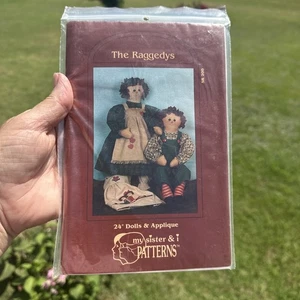 The Raggedys
24" Dolls & Applique
my sister & i
PATTERNS